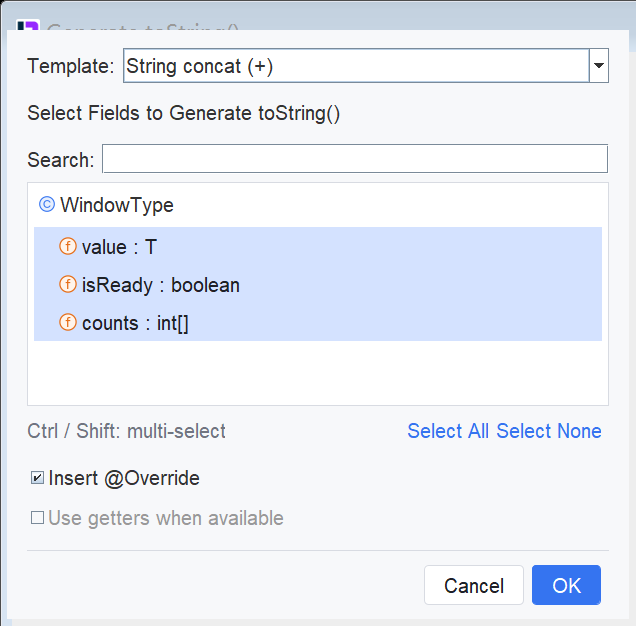 Generate toString()
Template: String concat (+)
Select Fields to Generate toString()
Search:
C WindowType
f value : T
f isReady : boolean
f counts : int[]
Ctrl / Shift: multi-select Select All Select None
Insert @Override
Use getters when available
Cancel OK